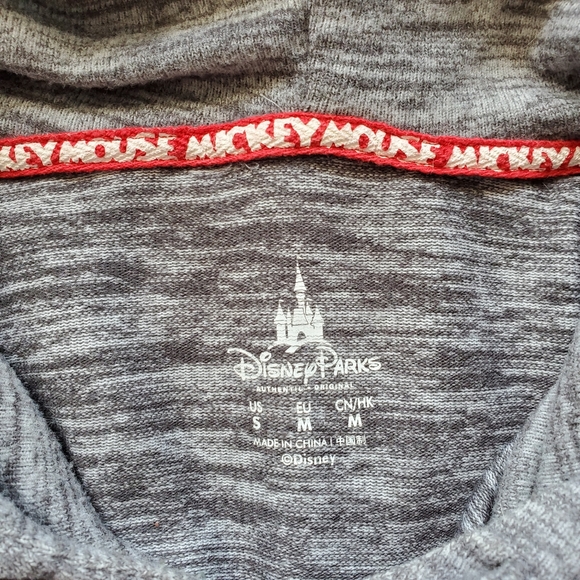 KEY MOUSE MICKEY MOUSE MICKEY
Disney Parks
AUTHENTIC • ORIGINAL
US EU CN/HK
S M M
MADE IN CHINA | 中国制
©Disney